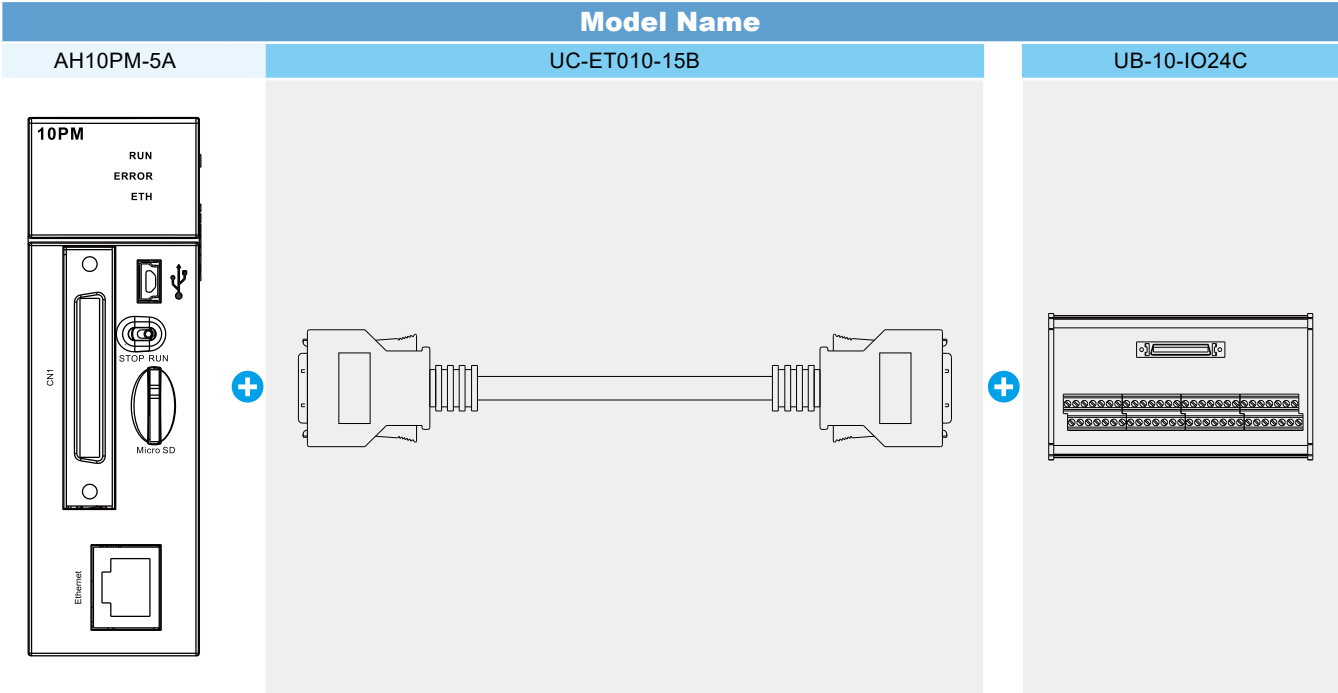 Model Name
AH10PM-5A
UC-ET010-15B
UB-10-IO24C
10PM
RUN
ERROR
ETH
CN1
STOP RUN
Micro SD
Ethernet